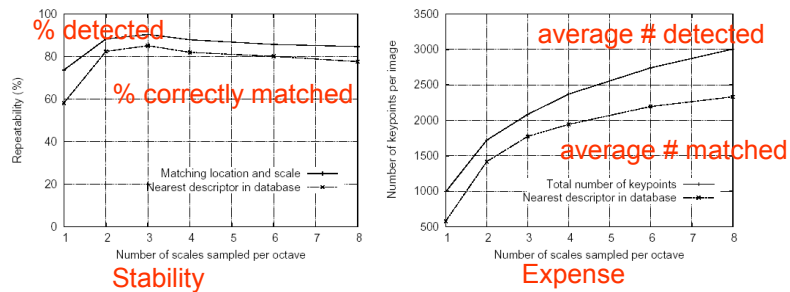 % detected
100
80
60
40
20
0
Repeatability (%)
% correctly matched
Matching location and scale
Nearest descriptor in database
1 2 3 4 5 6 7 8
Number of scales sampled per octave
Stability
average # detected
3500
3000
2500
2000
1500
1000
500
Number of keypoints per image
average # matched
Total number of keypoints
Nearest descriptor in database
1 2 3 4 5 6 7 8
Number of scales sampled per octave
Expense